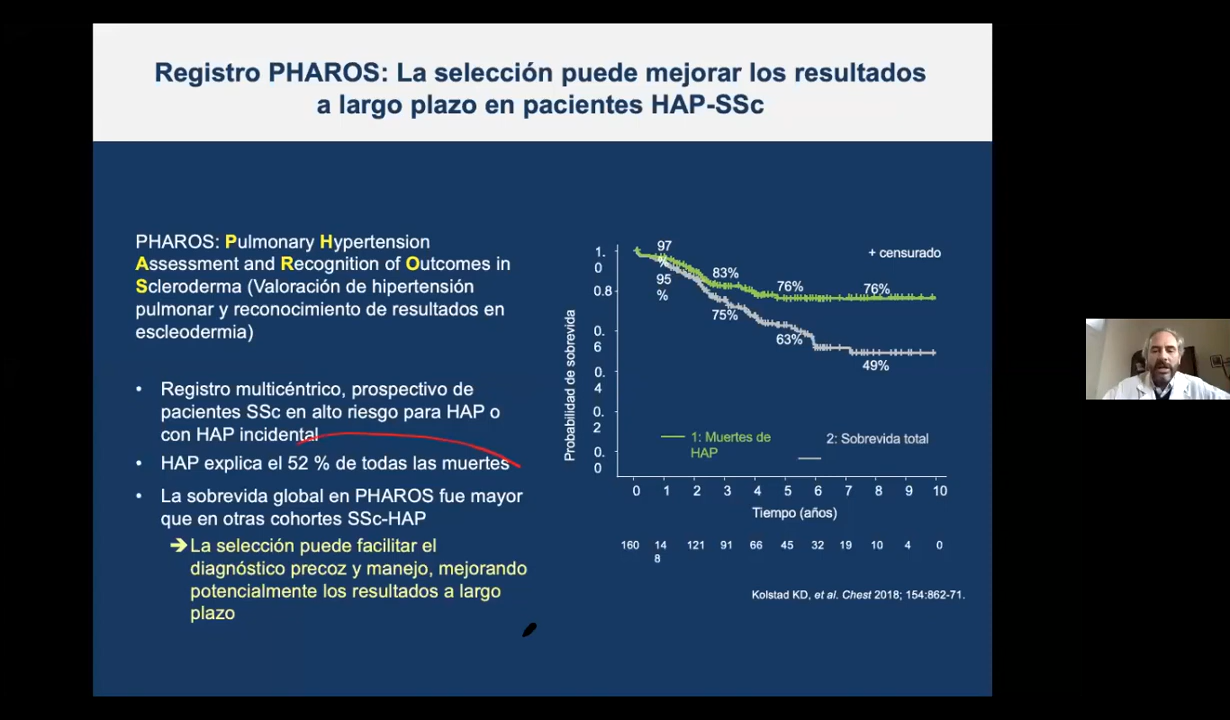 Registro PHAROS: La selección puede mejorar los resultados
a largo plazo en pacientes HAP-SSc
PHAROS: Pulmonary Hypertension
Assessment and Recognition of Outcomes in
Scleroderma (Valoración de hipertensión
pulmonar y reconocimiento de resultados en
escleodermia)
• Registro multicéntrico, prospectivo de
pacientes SSc en alto riesgo para HAP o
con HAP incidental
• HAP explica el 52 % de todas las muertes
• La sobrevida global en PHAROS fue mayor
que en otras cohortes SSc-HAP
➔La selección puede facilitar el
diagnóstico precoz y manejo, mejorando
potencialmente los resultados a largo
plazo
Probabilidad de sobrevida
1.
0
0.8
0.
6
0.
4
0.
2
0.
0
97
%
95
%
83%
75%
76%
63%
76%
49%
+ censurado
1: Muertes de
HAP
2: Sobrevida total
0 1 2 3 4 5 6 7 8 9 10
Tiempo (años)
160 14 121 91 66 45 32 19 10 4 0
8
Kolstad KD, et al. Chest 2018; 154:862-71.